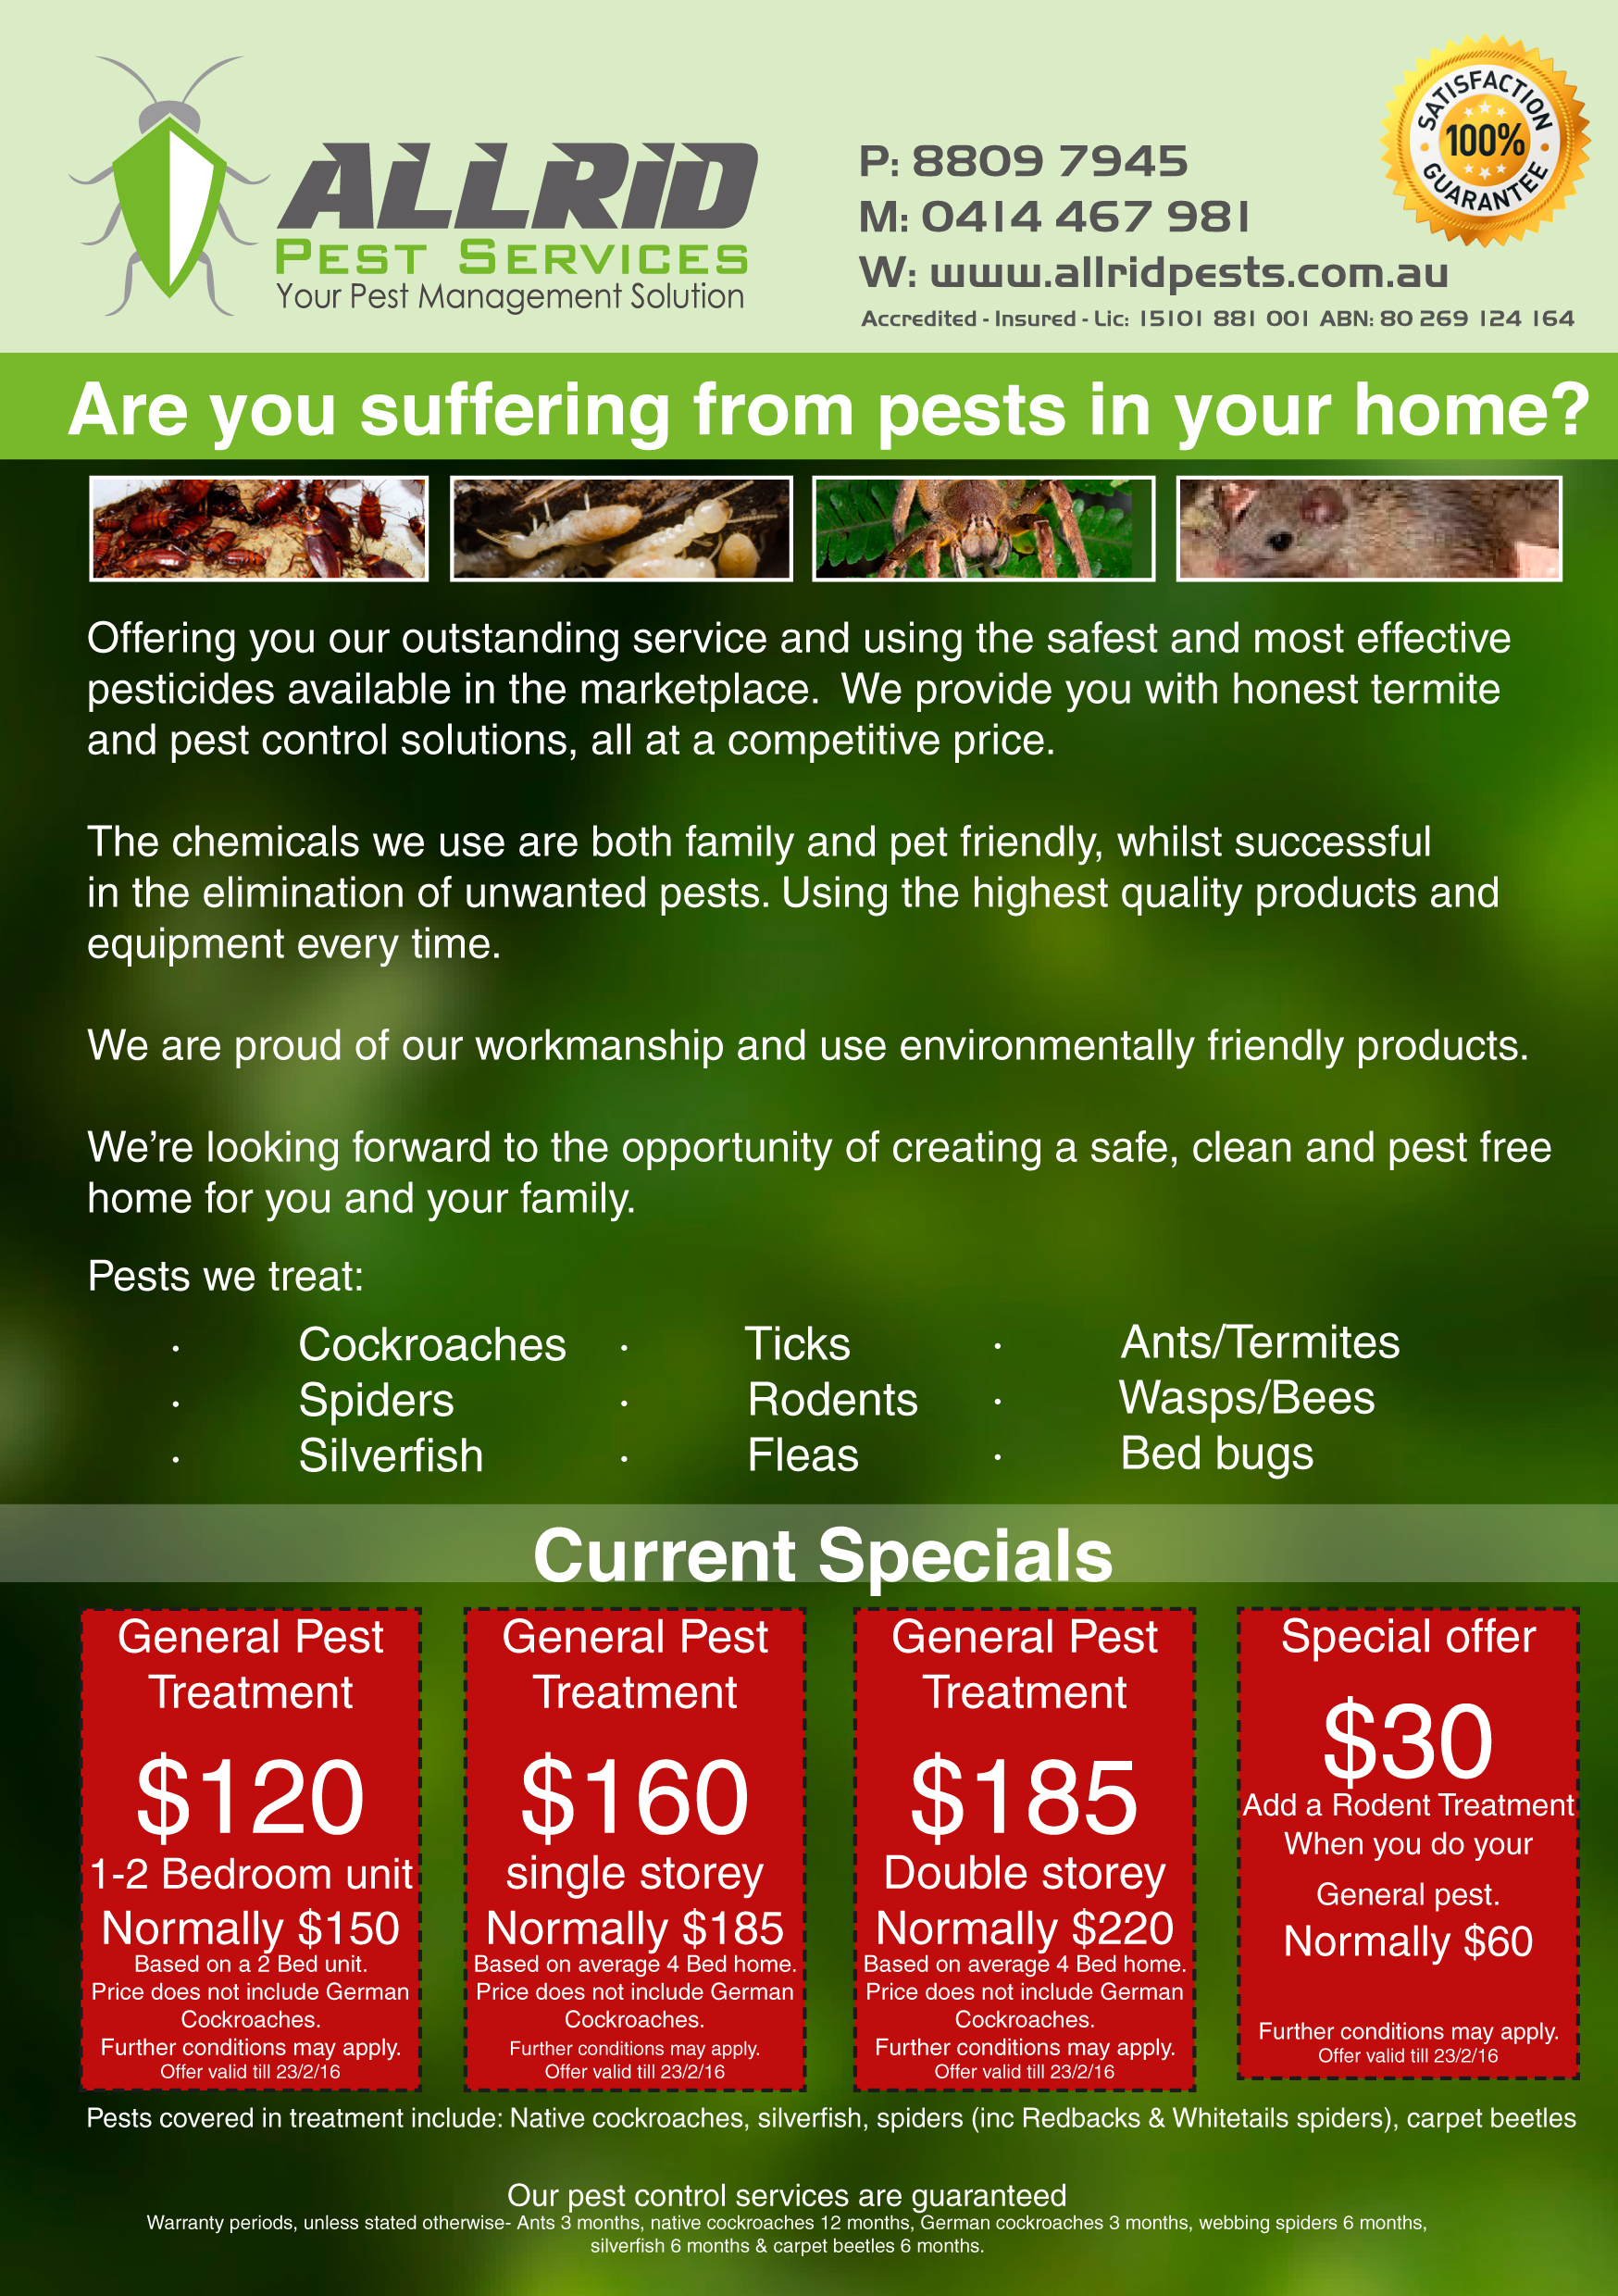 ALLRID
PEST SERVICES
Your Pest Management Solution
P: 8809 7945
M: 0414 467 981
W: www.allridpests.com.au
Accredited - Insured - Lic: 15101 881 001 ABN: 80 269 124 164
SATISFACTION
100%
GUARANTEE
Are you suffering from pests in your home?
Offering you our outstanding service and using the safest and most effective
pesticides available in the marketplace.  We provide you with honest termite
and pest control solutions, all at a competitive price.
The chemicals we use are both family and pet friendly, whilst successful
in the elimination of unwanted pests. Using the highest quality products and
equipment every time.
We are proud of our workmanship and use environmentally friendly products.
We’re looking forward to the opportunity of creating a safe, clean and pest free
home for you and your family.
Pests we treat:
· Cockroaches
· Spiders
· Silverfish
· Ticks
· Rodents
· Fleas
· Ants/Termites
· Wasps/Bees
· Bed bugs
Current Specials
General Pest
Treatment
$120
1-2 Bedroom unit
Normally $150
Based on a 2 Bed unit.
Price does not include German
Cockroaches.
Further conditions may apply.
Offer valid till 23/2/16
General Pest
Treatment
$160
single storey
Normally $185
Based on average 4 Bed home.
Price does not include German
Cockroaches.
Further conditions may apply.
Offer valid till 23/2/16
General Pest
Treatment
$185
Double storey
Normally $220
Based on average 4 Bed home.
Price does not include German
Cockroaches.
Further conditions may apply.
Offer valid till 23/2/16
Special offer
$30
Add a Rodent Treatment
When you do your
General pest.
Normally $60
Further conditions may apply.
Offer valid till 23/2/16
Pests covered in treatment include: Native cockroaches, silverfish, spiders (inc Redbacks & Whitetails spiders), carpet beetles
Our pest control services are guaranteed
Warranty periods, unless stated otherwise- Ants 3 months, native cockroaches 12 months, German cockroaches 3 months, webbing spiders 6 months,
silverfish 6 months & carpet beetles 6 months.